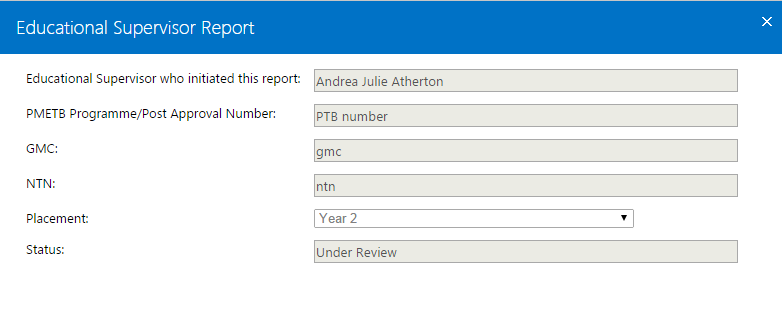 Educational Supervisor Report
Educational Supervisor who initiated this report: Andrea Julie Atherton
PMETB Programme/Post Approval Number: PTB number
GMC: gmc
NTN: ntn
Placement: Year 2
Status: Under Review